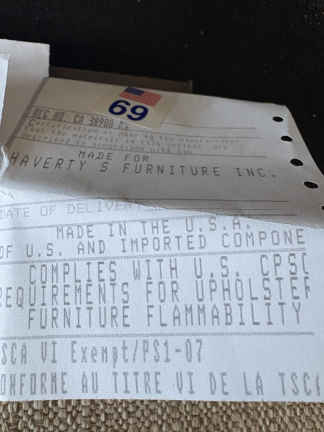 69
MADE FOR
HAVERTY'S FURNITURE INC.
DATE OF DELIVERY
MADE IN THE U.S.A.
OF U.S. AND IMPORTED COMPONE
COMPLIES WITH U.S. CPSC
REQUIREMENTS FOR UPHOLSTER
FURNITURE FLAMMABILITY
TSCA VI Exempt/PS1-07
ONFORME AU TITRE VI DE LA TSCA